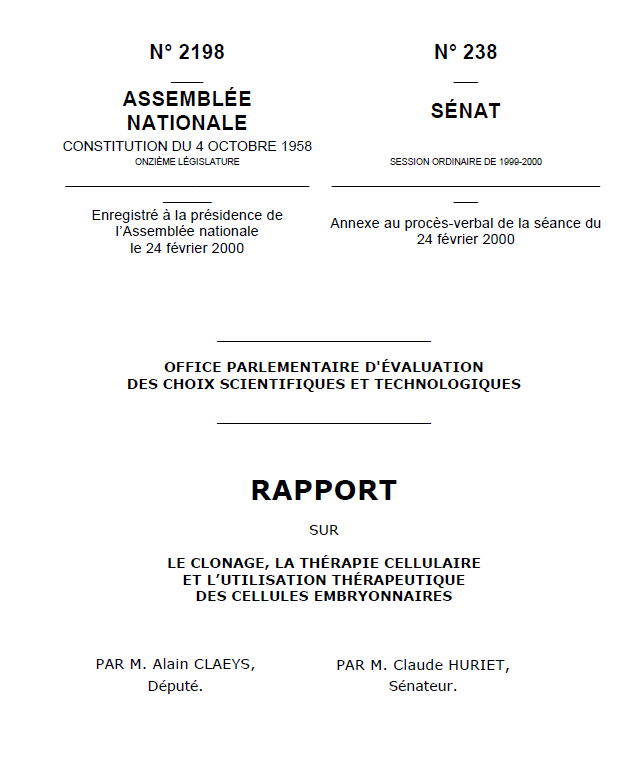 N° 2198
ASSEMBLÉE
NATIONALE
CONSTITUTION DU 4 OCTOBRE 1958
ONZIÈME LÉGISLATURE
Enregistré à la présidence de
l’Assemblée nationale
le 24 février 2000
N° 238
SÉNAT
SESSION ORDINAIRE DE 1999-2000
Annexe au procès-verbal de la séance du
24 février 2000
OFFICE PARLEMENTAIRE D'ÉVALUATION
DES CHOIX SCIENTIFIQUES ET TECHNOLOGIQUES
RAPPORT
SUR
LE CLONAGE, LA THÉRAPIE CELLULAIRE
ET L’UTILISATION THÉRAPEUTIQUE
DES CELLULES EMBRYONNAIRES
PAR M. Alain CLAEYS,
Député.
PAR M. Claude HURIET,
Sénateur.